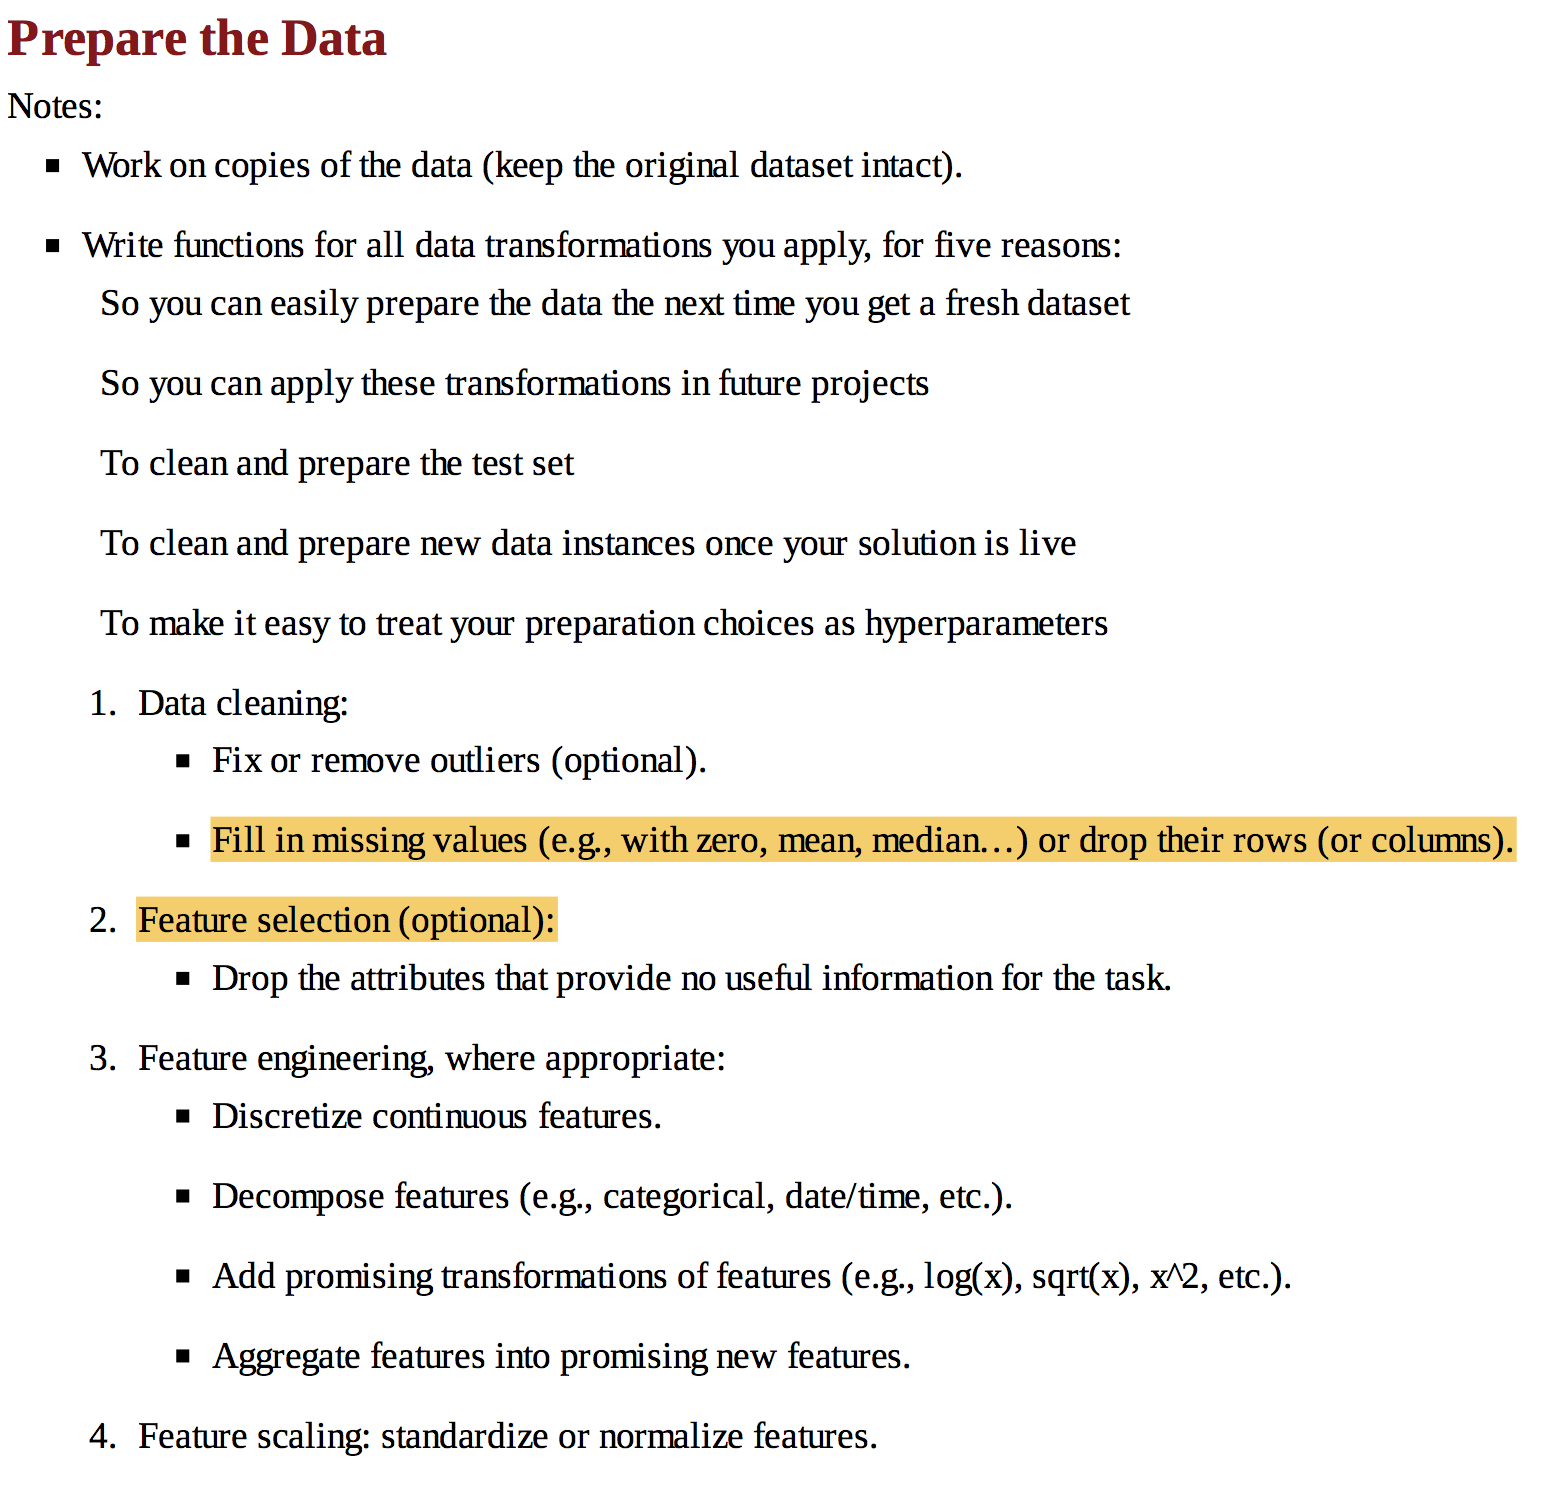 Prepare the Data
Notes:
▪ Work on copies of the data (keep the original dataset intact).
▪ Write functions for all data transformations you apply, for five reasons:
So you can easily prepare the data the next time you get a fresh dataset
So you can apply these transformations in future projects
To clean and prepare the test set
To clean and prepare new data instances once your solution is live
To make it easy to treat your preparation choices as hyperparameters
1. Data cleaning:
▪ Fix or remove outliers (optional).
▪ Fill in missing values (e.g., with zero, mean, median…) or drop their rows (or columns).
2. Feature selection (optional):
▪ Drop the attributes that provide no useful information for the task.
3. Feature engineering, where appropriate:
▪ Discretize continuous features.
▪ Decompose features (e.g., categorical, date/time, etc.).
▪ Add promising transformations of features (e.g., log(x), sqrt(x), x^2, etc.).
▪ Aggregate features into promising new features.
4. Feature scaling: standardize or normalize features.